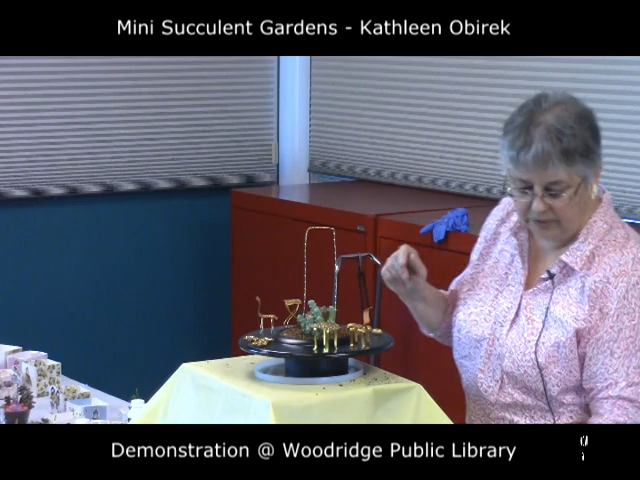 Mini Succulent Gardens - Kathleen Obirek
Demonstration @ Woodridge Public Library